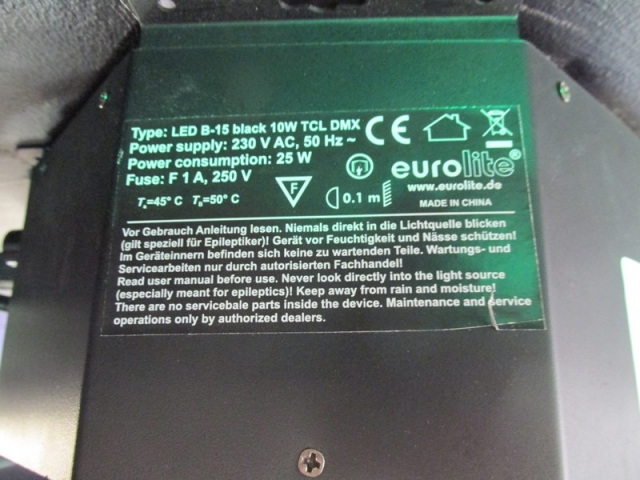 Type: LED B-15 black 10W TCL DMX
Power supply: 230 V AC, 50 Hz ~
Power consumption: 25 W
Fuse: F 1 A, 250 V
CE
eurolite®
www.eurolite.de
Ta=45° C Tb=50° C
F
0.1 m
MADE IN CHINA
Vor Gebrauch Anleitung lesen. Niemals direkt in die Lichtquelle blicken
(gilt speziell für Epileptiker)! Gerät vor Feuchtigkeit und Nässe schützen!
Im Geräteinnern befinden sich keine zu wartenden Teile. Wartungs- und
Servicearbeiten nur durch autorisierten Fachhandel!
Read user manual before use. Never look directly into the light source
(especially meant for epileptics)! Keep away from rain and moisture!
There are no servicebale parts inside the device. Maintenance and service
operations only by authorized dealers.